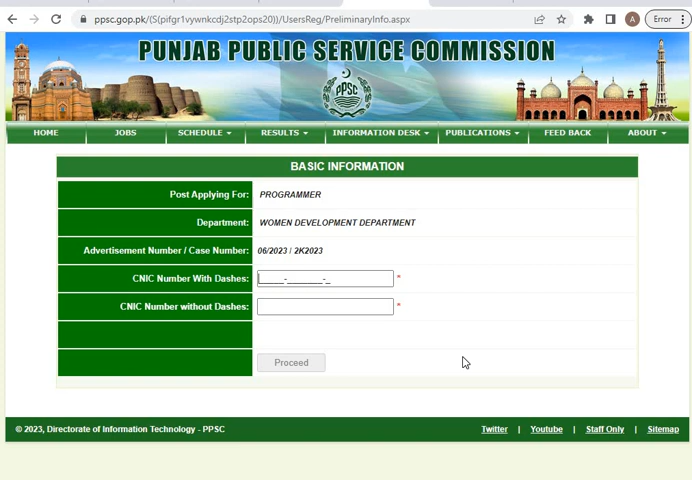 ppsc.gop.pk/(S(pifgr1vywnkcdj2stp2ops20))/UsersReg/PreliminaryInfo.aspx
A
Error
PUNJAB PUBLIC SERVICE COMMISSION
PPSC
HOME JOBS SCHEDULE RESULTS INFORMATION DESK PUBLICATIONS FEED BACK ABOUT
BASIC INFORMATION
Post Applying For: PROGRAMMER
Department: WOMEN DEVELOPMENT DEPARTMENT
Advertisement Number / Case Number: 06/2023 / 2K2023
CNIC Number With Dashes: _____-_______-_ *
CNIC Number without Dashes: *
Proceed
© 2023, Directorate of Information Technology - PPSC Twitter | Youtube | Staff Only | Sitemap